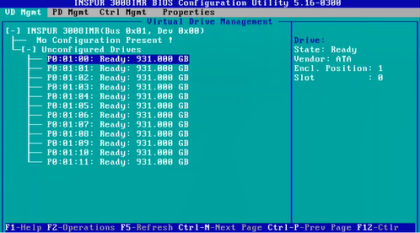 INSPUR 3008IMR BIOS Configuration Utility 5.16-0300
VD Mgmt PD Mgmt Ctrl Mgmt Properties
Virtual Drive Management
[-] INSPUR 3008IMR(Bus 0x01, Dev 0x00)
No Configuration Present !
[-] Unconfigured Drives
P0:01:00: Ready: 931.000 GB
P0:01:01: Ready: 931.000 GB
P0:01:02: Ready: 931.000 GB
P0:01:03: Ready: 931.000 GB
P0:01:04: Ready: 931.000 GB
P0:01:05: Ready: 931.000 GB
P0:01:06: Ready: 931.000 GB
P0:01:07: Ready: 931.000 GB
P0:01:08: Ready: 931.000 GB
P0:01:09: Ready: 931.000 GB
P0:01:10: Ready: 931.000 GB
P0:01:11: Ready: 931.000 GB
Drive:
State: Ready
Vendor: ATA
Encl. Position: 1
Slot : 0
F1-Help F2-Operations F5-Refresh Ctrl-N-Next Page Ctrl-P-Prev Page F12-Ctlr